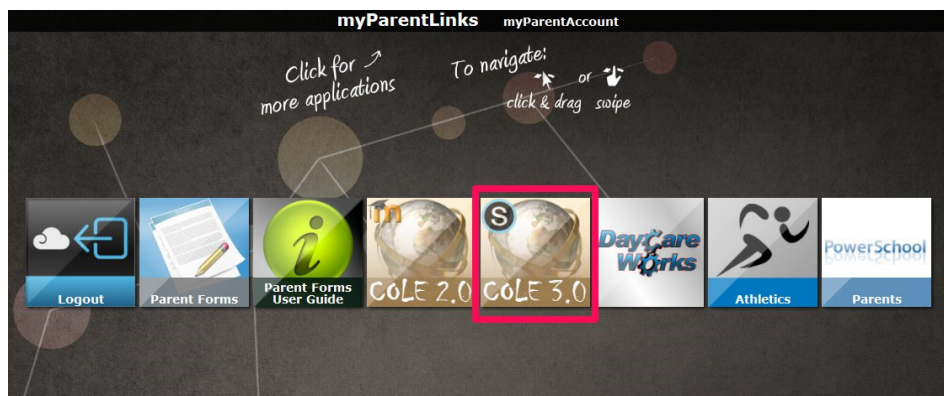 myParentLinks myParentAccount
Click for
more applications
To navigate:
or
click & drag swipe
Logout
Parent Forms
Parent Forms
User Guide
m
COLE 2.0
S
COLE 3.0
DayCare
Works
Athletics
PowerSchool
Parents